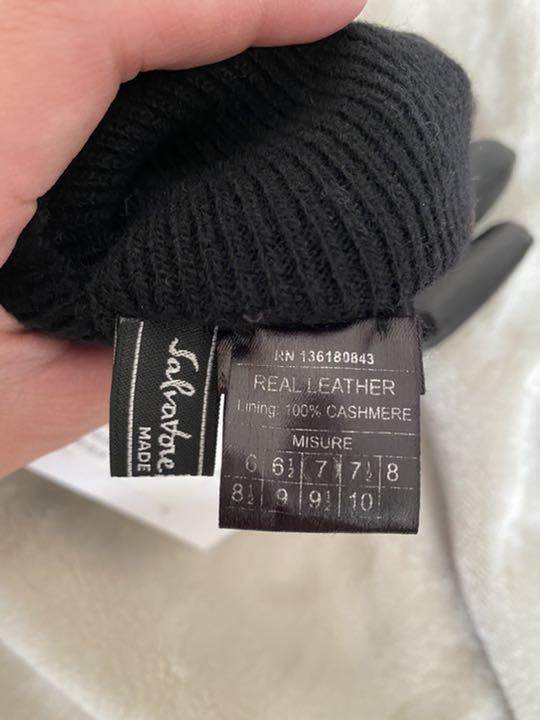 Salvatore
MADE
RN 136180843
REAL LEATHER
Lining: 100% CASHMERE
MISURE
6 6½ 7 7½ 8
8½ 9 9½ 10